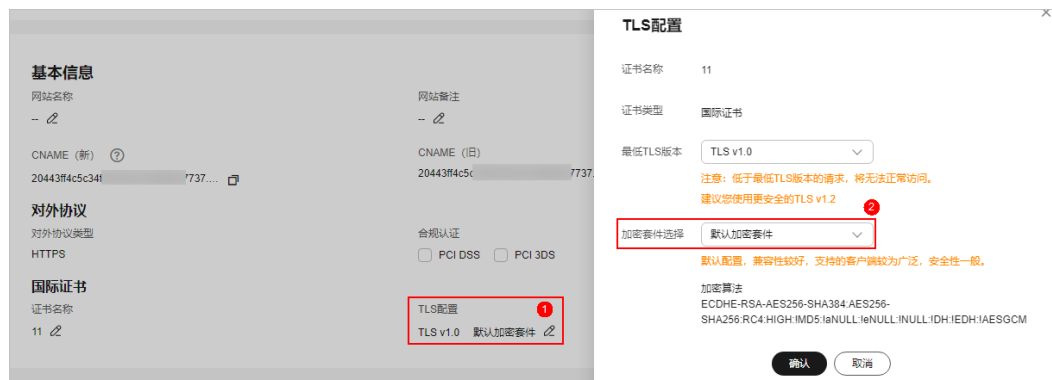 基本信息
网站名称
网站备注
--
--
CNAME（新）
CNAME（旧）
20443ff4c5c34f
7737....
20443ff4c5c
7737.
对外协议
对外协议类型
合规认证
HTTPS
PCI DSS
PCI 3DS
国际证书
证书名称
TLS配置
1
11
TLS v1.0 默认加密套件
TLS配置
证书名称
11
证书类型
国际证书
最低TLS版本
TLS v1.0
注意：低于最低TLS版本的请求，将无法正常访问。
建议您使用更安全的TLS v1.2
2
加密套件选择
默认加密套件
默认配置，兼容性较好，支持的客户端较为广泛，安全性一般。
加密算法
ECDHE-RSA-AES256-SHA384:AES256-
SHA256:RC4:HIGH:!MD5:!aNULL:!eNULL:!NULL:!DH:!EDH:!AESGCM
确认
取消